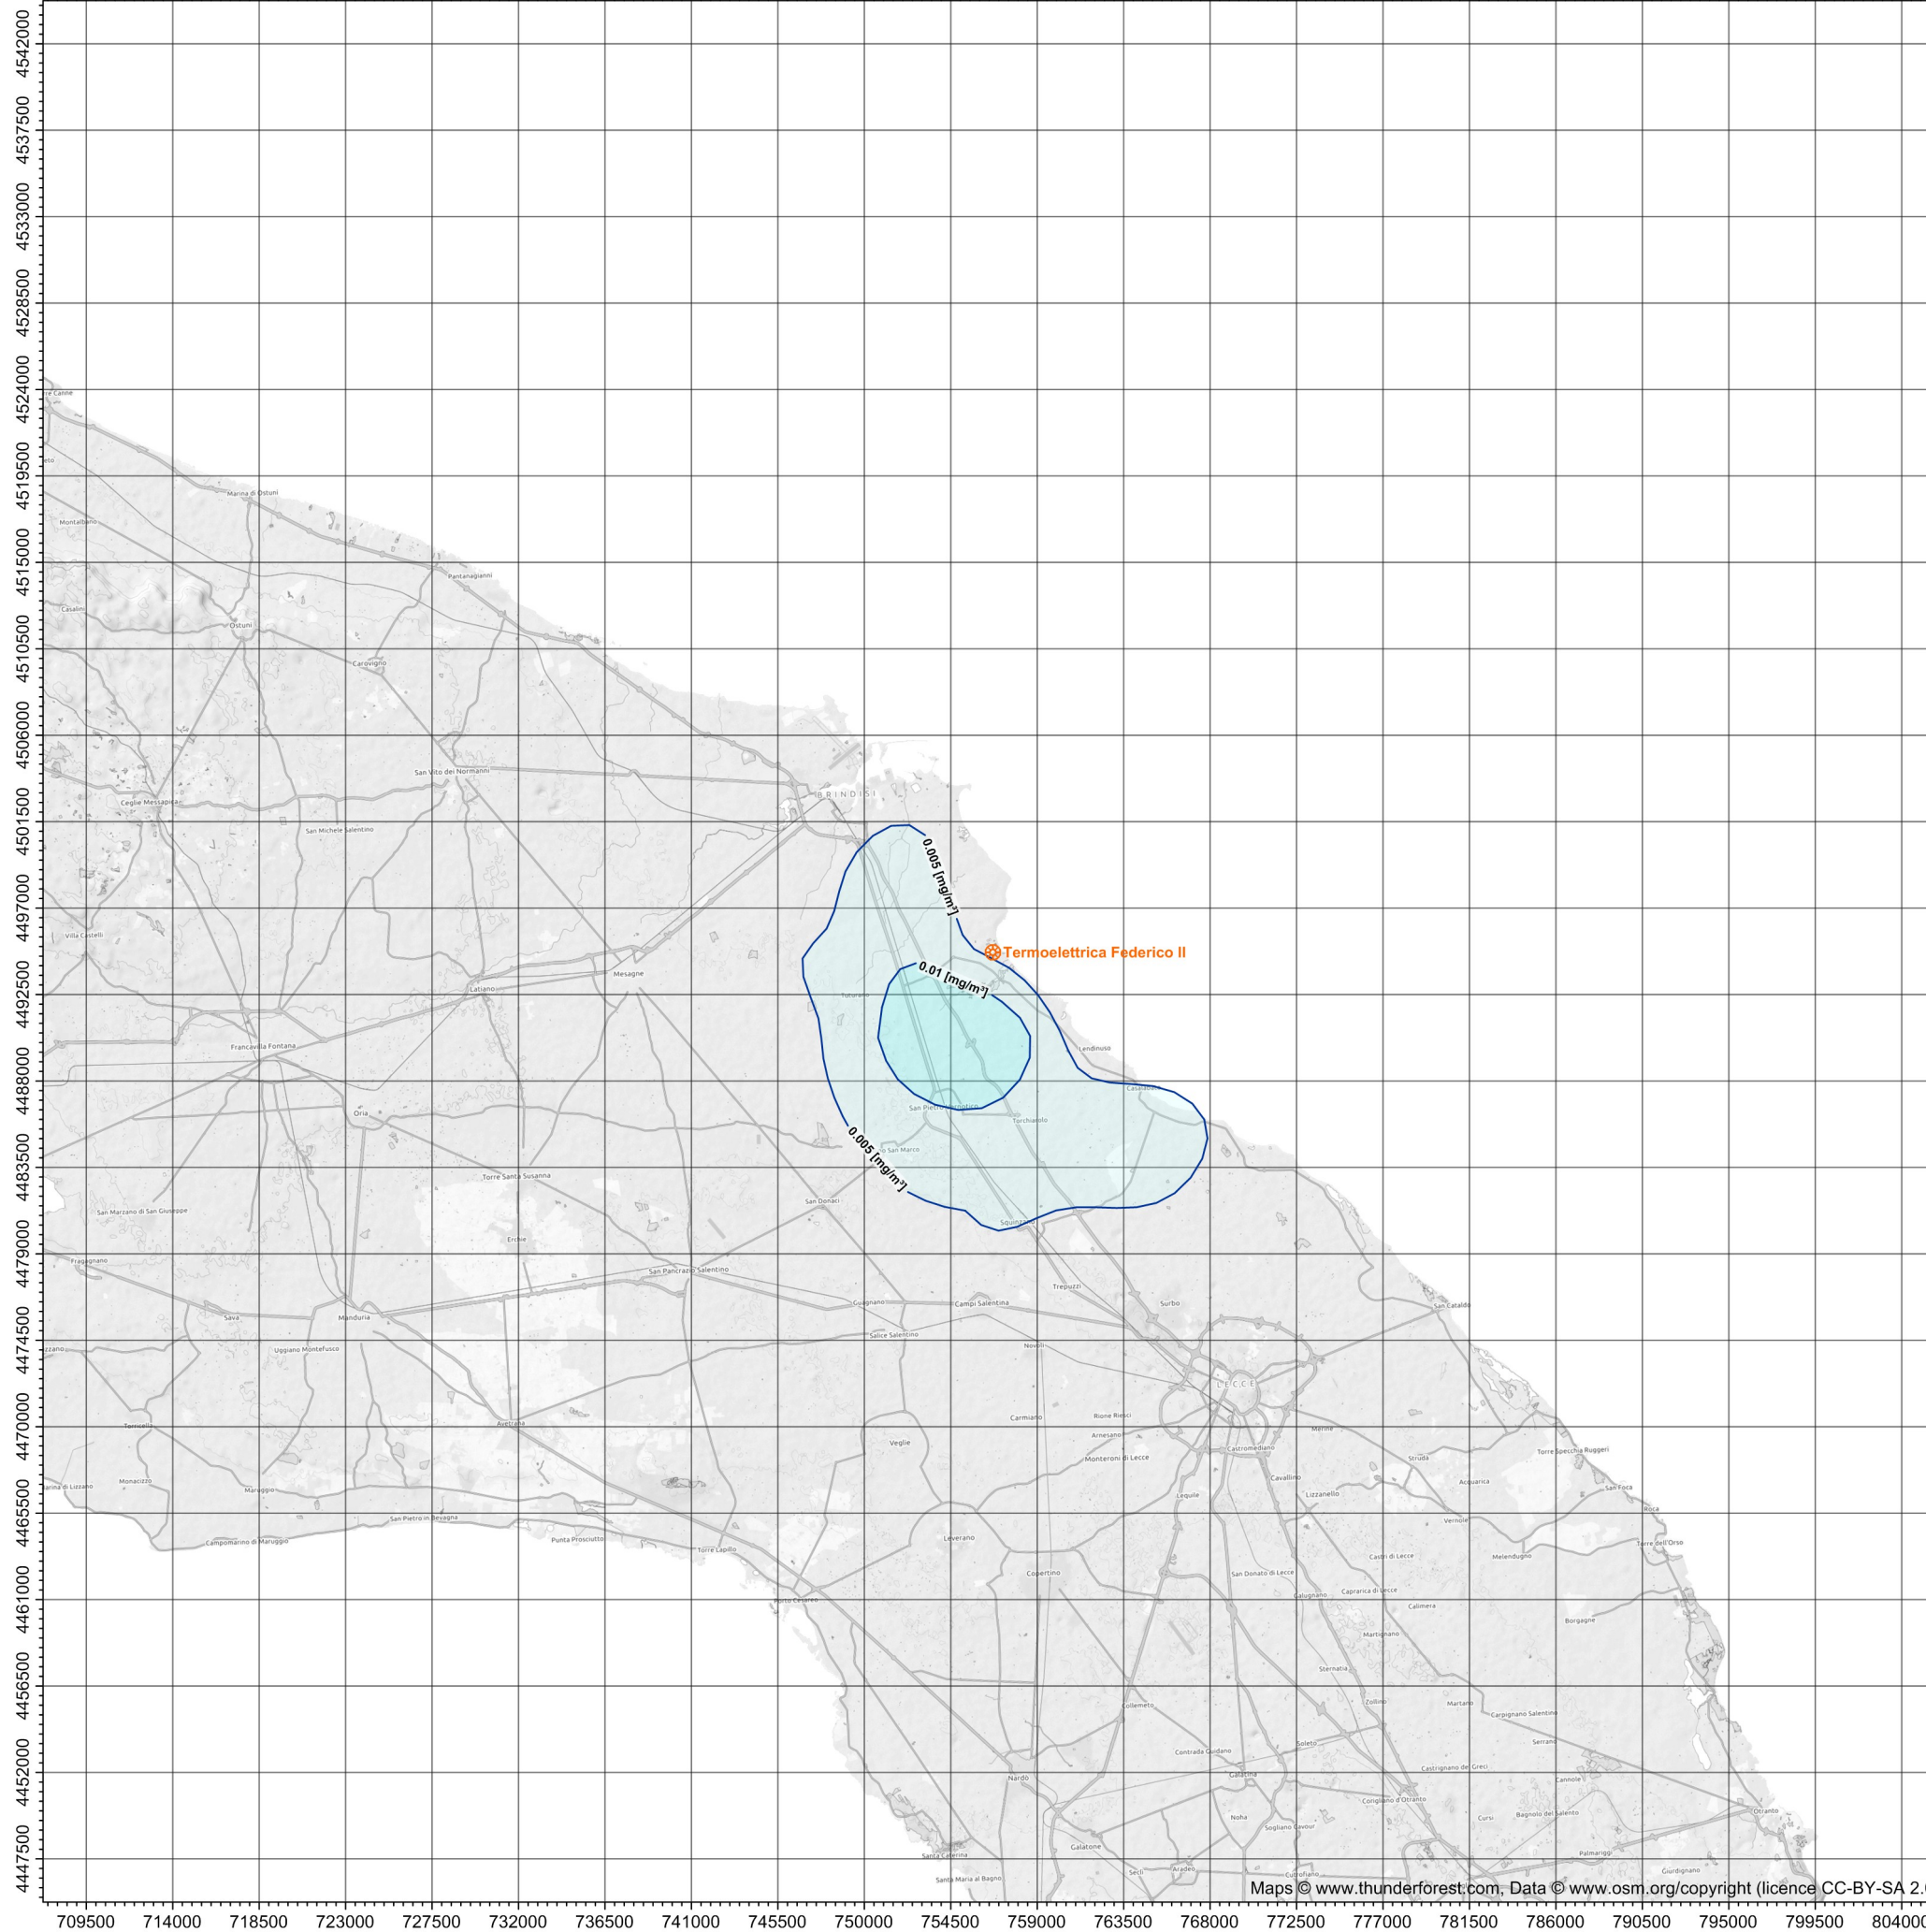 4542000
4537500
4533000
4528500
4524000
4519500
4515000
4510500
4506000
4501500
4497000
4492500
4488000
4483500
4479000
4474500
4470000
4465500
4461000
4456500
4452000
4447500
re Canne
eto
Marina di Ostuni
Montalbano
Pantanagianni
Casalini
Ostuni
Carovigno
San Vito dei Normanni
BRINDISI
Ceglie Messapica
San Michele Salentino
0.005 [mg/m³]
Villa Castelli
Termoelettrica Federico II
Mesagne
0.01 [mg/m³]
Latiano
Tuturano
Francavilla Fontana
Lendinuso
Casalabate
Oria
San Pietro Vernotico
Torchiarolo
0.005 [mg/m³]
o San Marco
Torre Santa Susanna
San Donaci
San Marzano di San Giuseppe
Squinzano
Erchie
Fragagnano
San Pancrazio Salentino
Trepuzzi
Guagnano
Campi Salentina
Surbo
San Cataldo
Sava
Manduria
Salice Salentino
Novoli
zzano
Uggiano Montefusco
LECCE
Carmiano
Rione Riesci
Torricella
Avetrana
Arnesano
Merine
Veglie
Castromediano
Torre Specchia Ruggeri
Monteroni di Lecce
Struda
Cavallino
Acquarica
Monacizzo
arina di Lizzano
Maruggio
San Foca
Lequile
Lizzanello
Roca
San Pietro in Bevagna
Vernole
Campomarino di Maruggio
Punta Prosciutto
Leverano
Torre dell'Orso
Torre Lapillo
Castri di Lecce
Melendugno
Copertino
San Donato di Lecce
Porto Cesareo
Galugnano
Caprarica di Lecce
Calimera
Borgagne
Martignano
Sternatia
Collemeto
Zollino
Martano
Carpignano Salentino
Contrada Guidano
Soleto
Serrano
Nardò
Galatina
Castrignano de' Greci
Cannole
Corigliano d'Otranto
Otranto
Noha
Cursi
Bagnolo del Salento
Sogliano Cavour
Galatone
Palmariggi
Santa Caterina
Secli
Aradeo
Cutrofiano
Giurdignano
Santa Maria al Bagno
Maps © www.thunderforest.com, Data © www.osm.org/copyright (licence CC-BY-SA 2.
709500 714000 718500 723000 727500 732000 736500 741000 745500 750000 754500 759000 763500 768000 772500 777000 781500 786000 790500 795000 799500 804000